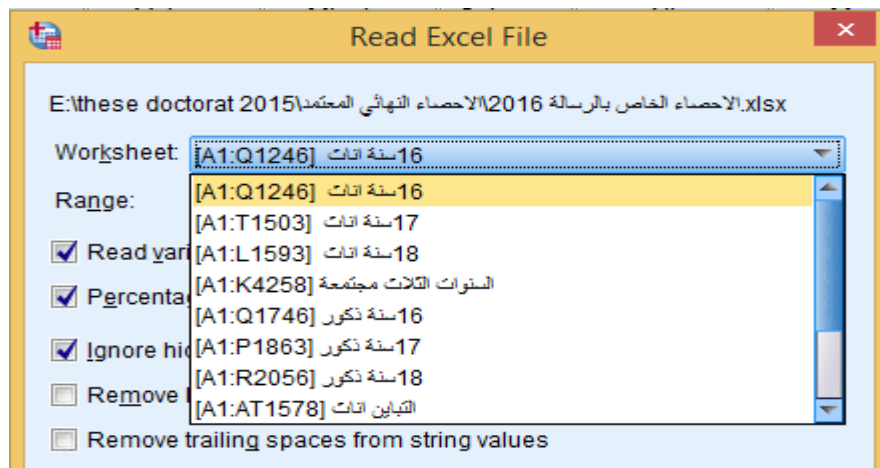 Read Excel File
E:\these doctorat 2015\الاحصاء النهائي المعتمد\الاحصاء الخاص بالرسالة 2016.xlsx
Worksheet: 16سنة اناث [A1:Q1246]
Range:
16سنة اناث [A1:Q1246]
17سنة اناث [A1:T1503]
18سنة اناث [A1:L1593]
السنوات الثلاث مجتمعة [A1:K4258]
16سنة ذكور [A1:Q1746]
17سنة ذكور [A1:P1863]
18سنة ذكور [A1:R2056]
التباين اناث [A1:AT1578]
Read vari
Percentag
Ignore hid
Remove l
Remove trailing spaces from string values